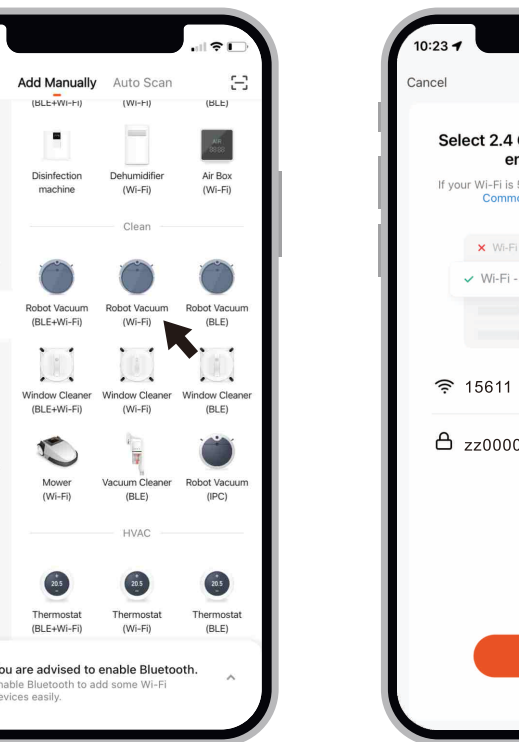 Add Manually Auto Scan
(BLE+Wi-Fi) (Wi-Fi) (BLE)
Disinfection machine
Dehumidifier (Wi-Fi)
Air Box (Wi-Fi)
Clean
Robot Vacuum (BLE+Wi-Fi)
Robot Vacuum (Wi-Fi)
Robot Vacuum (BLE)
Window Cleaner (BLE+Wi-Fi)
Window Cleaner (Wi-Fi)
Window Cleaner (BLE)
Mower (Wi-Fi)
Vacuum Cleaner (BLE)
Robot Vacuum (IPC)
HVAC
20.5 20.5 20.5
Thermostat (BLE+Wi-Fi)
Thermostat (Wi-Fi)
Thermostat (BLE)
ou are advised to enable Bluetooth.
nable Bluetooth to add some Wi-Fi
evices easily.
10:23
Cancel
Select 2.4
en
If your Wi-Fi is
Commo
Wi-Fi
Wi-Fi -
15611
zz0000